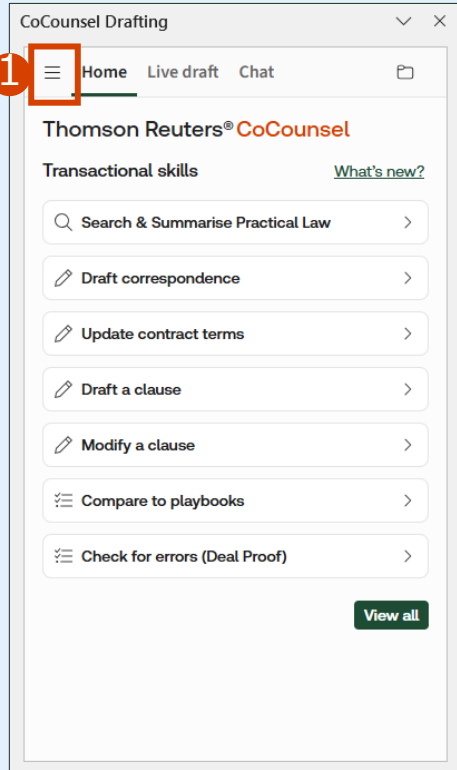 CoCounsel Drafting
1
Home Live draft Chat
Thomson Reuters® CoCounsel
Transactional skills What's new?
Search & Summarise Practical Law
Draft correspondence
Update contract terms
Draft a clause
Modify a clause
Compare to playbooks
Check for errors (Deal Proof)
View all